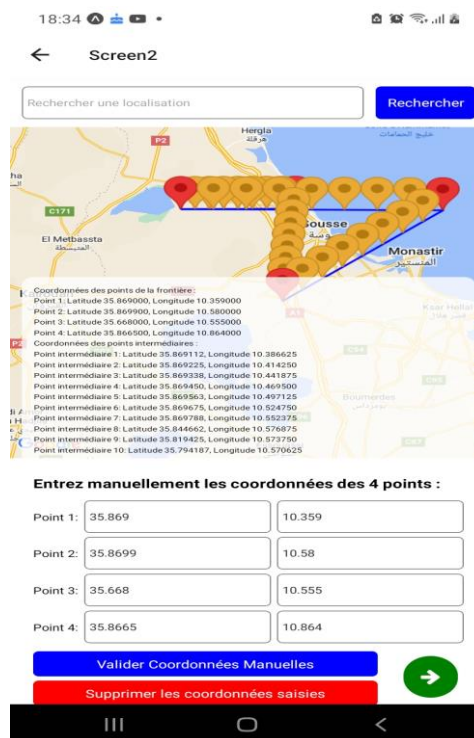 18:34
Screen2
Rechercher une localisation
Rechercher
Hergla
هرقلة
خليج الحمامات
P2
C171
El Metbassta
المتبسطة
Sousse
سوسة
Monastir
المنستير
Coordonnées des points de la frontière :
Point 1: Latitude 35.869000, Longitude 10.359000
Point 2: Latitude 35.869900, Longitude 10.580000
Point 3: Latitude 35.668000, Longitude 10.555000
Point 4: Latitude 35.866500, Longitude 10.864000
Coordonnées des points intermédiaires :
Point intermédiaire 1: Latitude 35.869112, Longitude 10.386625
Point intermédiaire 2: Latitude 35.869225, Longitude 10.414250
Point intermédiaire 3: Latitude 35.869338, Longitude 10.441875
Point intermédiaire 4: Latitude 35.869450, Longitude 10.469500
Point intermédiaire 5: Latitude 35.869563, Longitude 10.497125
Point intermédiaire 6: Latitude 35.869675, Longitude 10.524750
Point intermédiaire 7: Latitude 35.869788, Longitude 10.552375
Point intermédiaire 8: Latitude 35.844662, Longitude 10.576875
Point intermédiaire 9: Latitude 35.819425, Longitude 10.573750
Point intermédiaire 10: Latitude 35.794187, Longitude 10.570625
A1
Ksar Hellal
Boumerdes
بومرداس
Entrez manuellement les coordonnées des 4 points :
Point 1: 35.869 10.359
Point 2: 35.8699 10.58
Point 3: 35.668 10.555
Point 4: 35.8665 10.864
Valider Coordonnées Manuelles
Supprimer les coordonnées saisies